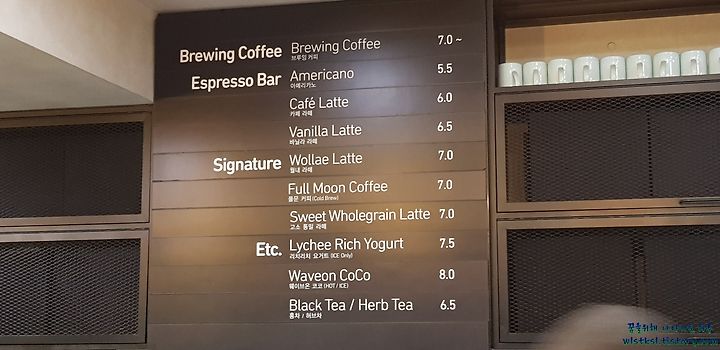 Brewing Coffee Brewing Coffee 7.0 ~
브루잉 커피
Espresso Bar Americano 5.5
아메리카노
Café Latte 6.0
카페 라떼
Vanilla Latte 6.5
바닐라 라떼
Signature Wollae Latte 7.0
월내 라떼
Full Moon Coffee 7.0
풀문 커피 (Cold Brew)
Sweet Wholegrain Latte 7.0
고소 통밀 라떼
Etc. Lychee Rich Yogurt 7.5
리치리치 요거트 (ICE Only)
Waveon CoCo 8.0
웨이브온 코코 (HOT / ICE)
Black Tea / Herb Tea 6.5
홍차 / 허브차